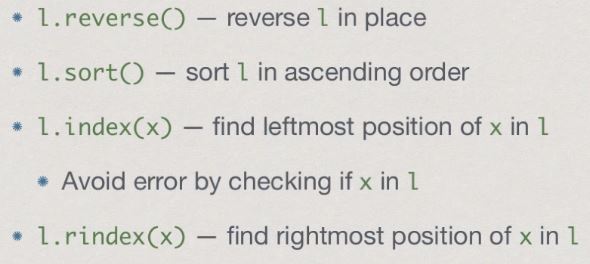 l.reverse() — reverse l in place
l.sort() — sort l in ascending order
l.index(x) — find leftmost position of x in l
Avoid error by checking if x in l
l.rindex(x) — find rightmost position of x in l